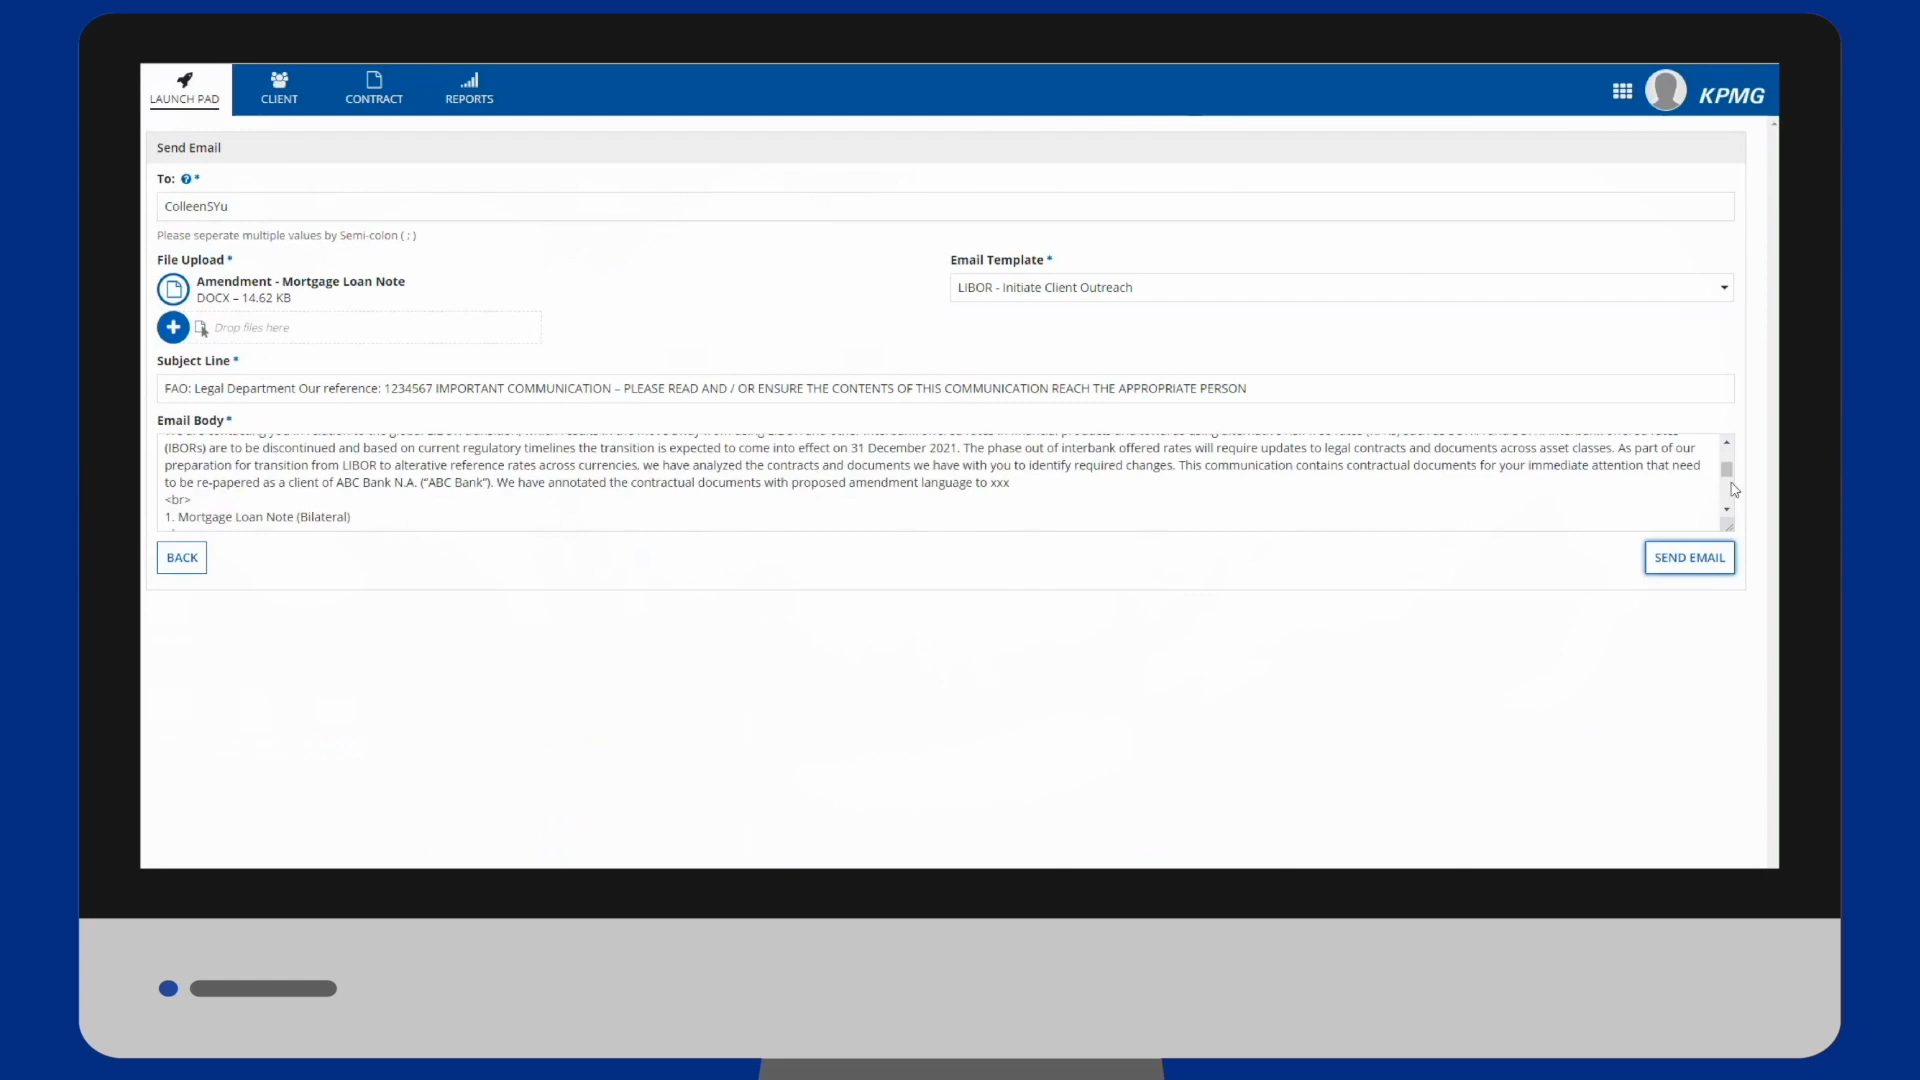 LAUNCH PAD
CLIENT
CONTRACT
REPORTS
KPMG
Send Email
To: ? *
ColleenSYu
Please seperate multiple values by Semi-colon ( ; )
File Upload *
Email Template *
Amendment - Mortgage Loan Note
DOCX – 14.62 KB
LIBOR - Initiate Client Outreach
Drop files here
Subject Line *
FAO: Legal Department Our reference: 1234567 IMPORTANT COMMUNICATION – PLEASE READ AND / OR ENSURE THE CONTENTS OF THIS COMMUNICATION REACH THE APPROPRIATE PERSON
Email Body *
(IBORs) are to be discontinued and based on current regulatory timelines the transition is expected to come into effect on 31 December 2021. The phase out of interbank offered rates will require updates to legal contracts and documents across asset classes. As part of our
preparation for transition from LIBOR to alterative reference rates across currencies, we have analyzed the contracts and documents we have with you to identify required changes. This communication contains contractual documents for your immediate attention that need
to be re-papered as a client of ABC Bank N.A. (“ABC Bank”). We have annotated the contractual documents with proposed amendment language to xxx
<br>
1. Mortgage Loan Note (Bilateral)
BACK
SEND EMAIL